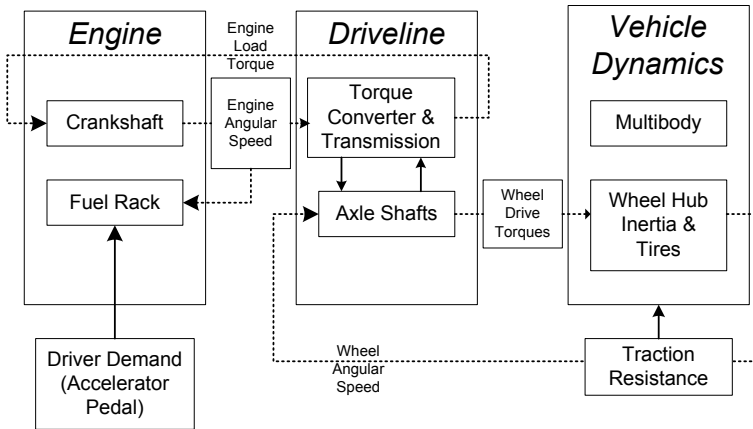 Engine
Crankshaft
Fuel Rack
Driver Demand
(Accelerator
Pedal)
Engine
Load
Torque
Engine
Angular
Speed
Driveline
Torque
Converter &
Transmission
Axle Shafts
Wheel
Drive
Torques
Wheel
Angular
Speed
Vehicle
Dynamics
Multibody
Wheel Hub
Inertia &
Tires
Traction
Resistance